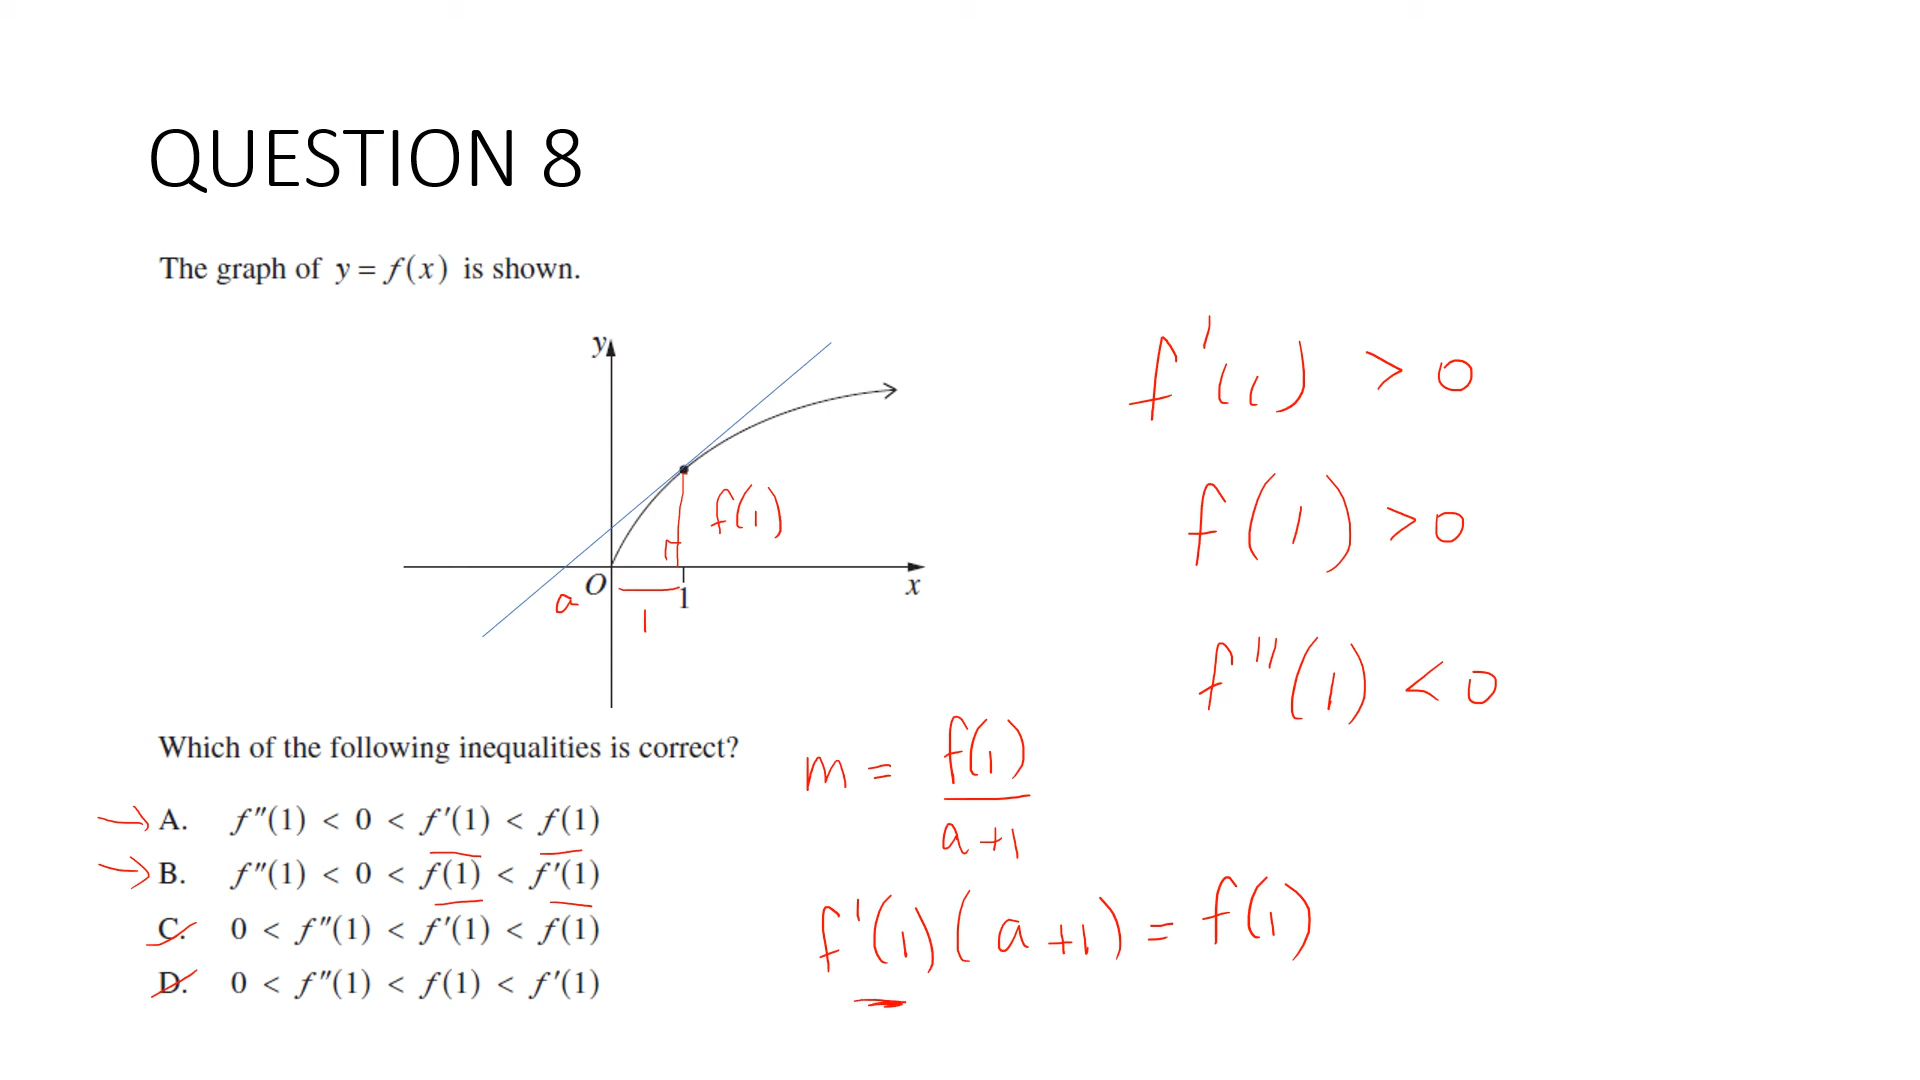 QUESTION 8
The graph of y = f(x) is shown.
y
f(1)
O
1
x
a
1
f'(1) > 0
f(1) > 0
f''(1) < 0
Which of the following inequalities is correct?
A. f″(1) < 0 < f′(1) < f(1)
B. f″(1) < 0 < f(1) < f′(1)
C. 0 < f″(1) < f′(1) < f(1)
D. 0 < f″(1) < f(1) < f′(1)
m = f(1)
a+1
f'(1)(a+1) = f(1)